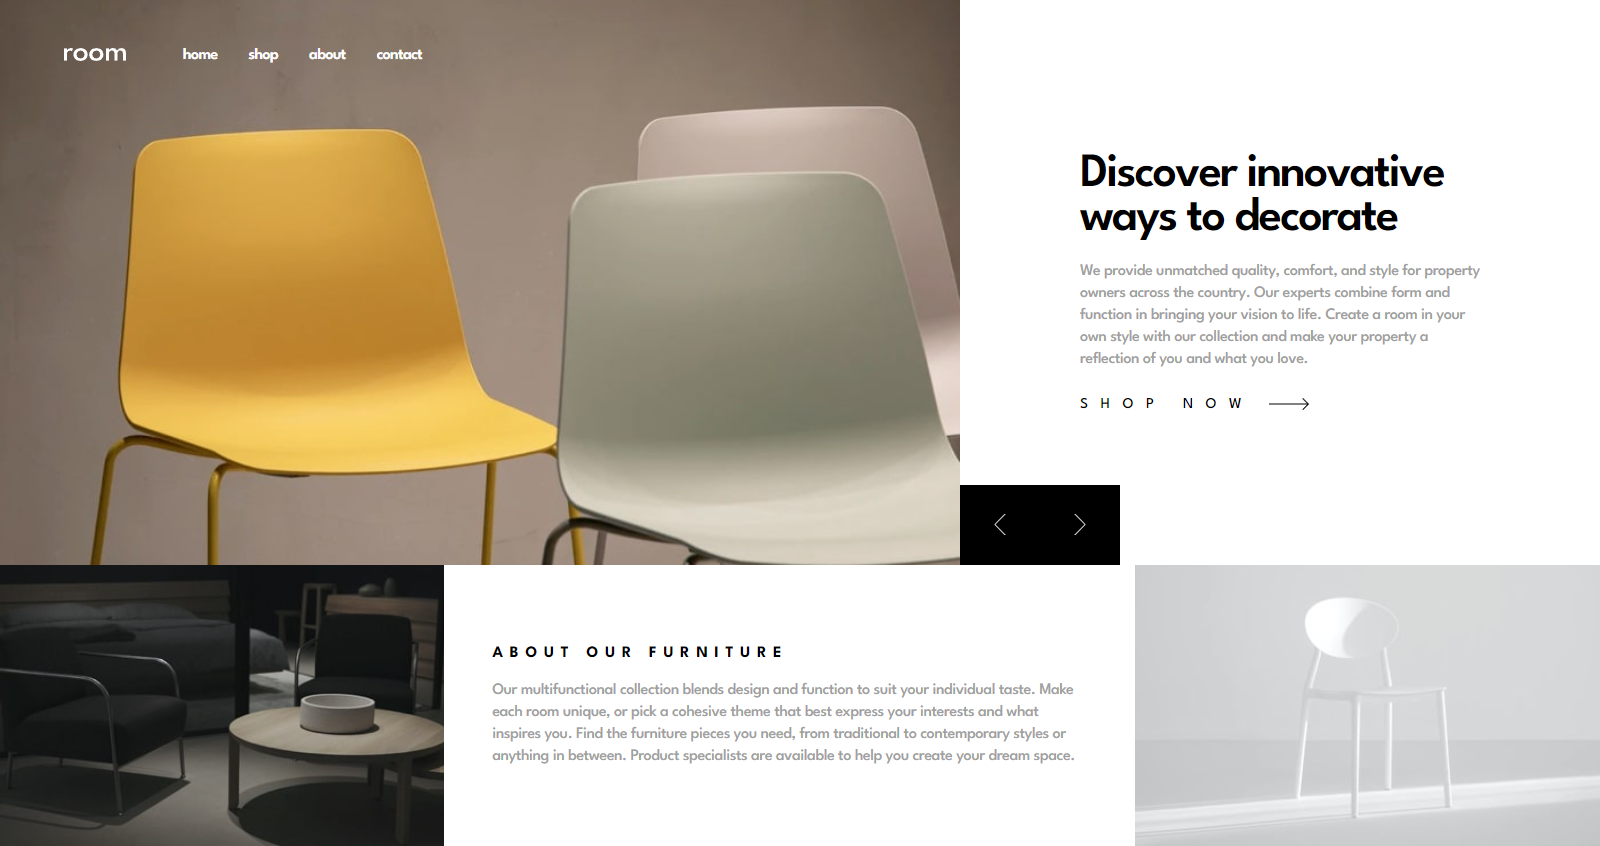 room
home shop about contact
Discover innovative
ways to decorate
We provide unmatched quality, comfort, and style for property
owners across the country. Our experts combine form and
function in bringing your vision to life. Create a room in your
own style with our collection and make your property a
reflection of you and what you love.
SHOP NOW
ABOUT OUR FURNITURE
Our multifunctional collection blends design and function to suit your individual taste. Make
each room unique, or pick a cohesive theme that best express your interests and what
inspires you. Find the furniture pieces you need, from traditional to contemporary styles or
anything in between. Product specialists are available to help you create your dream space.